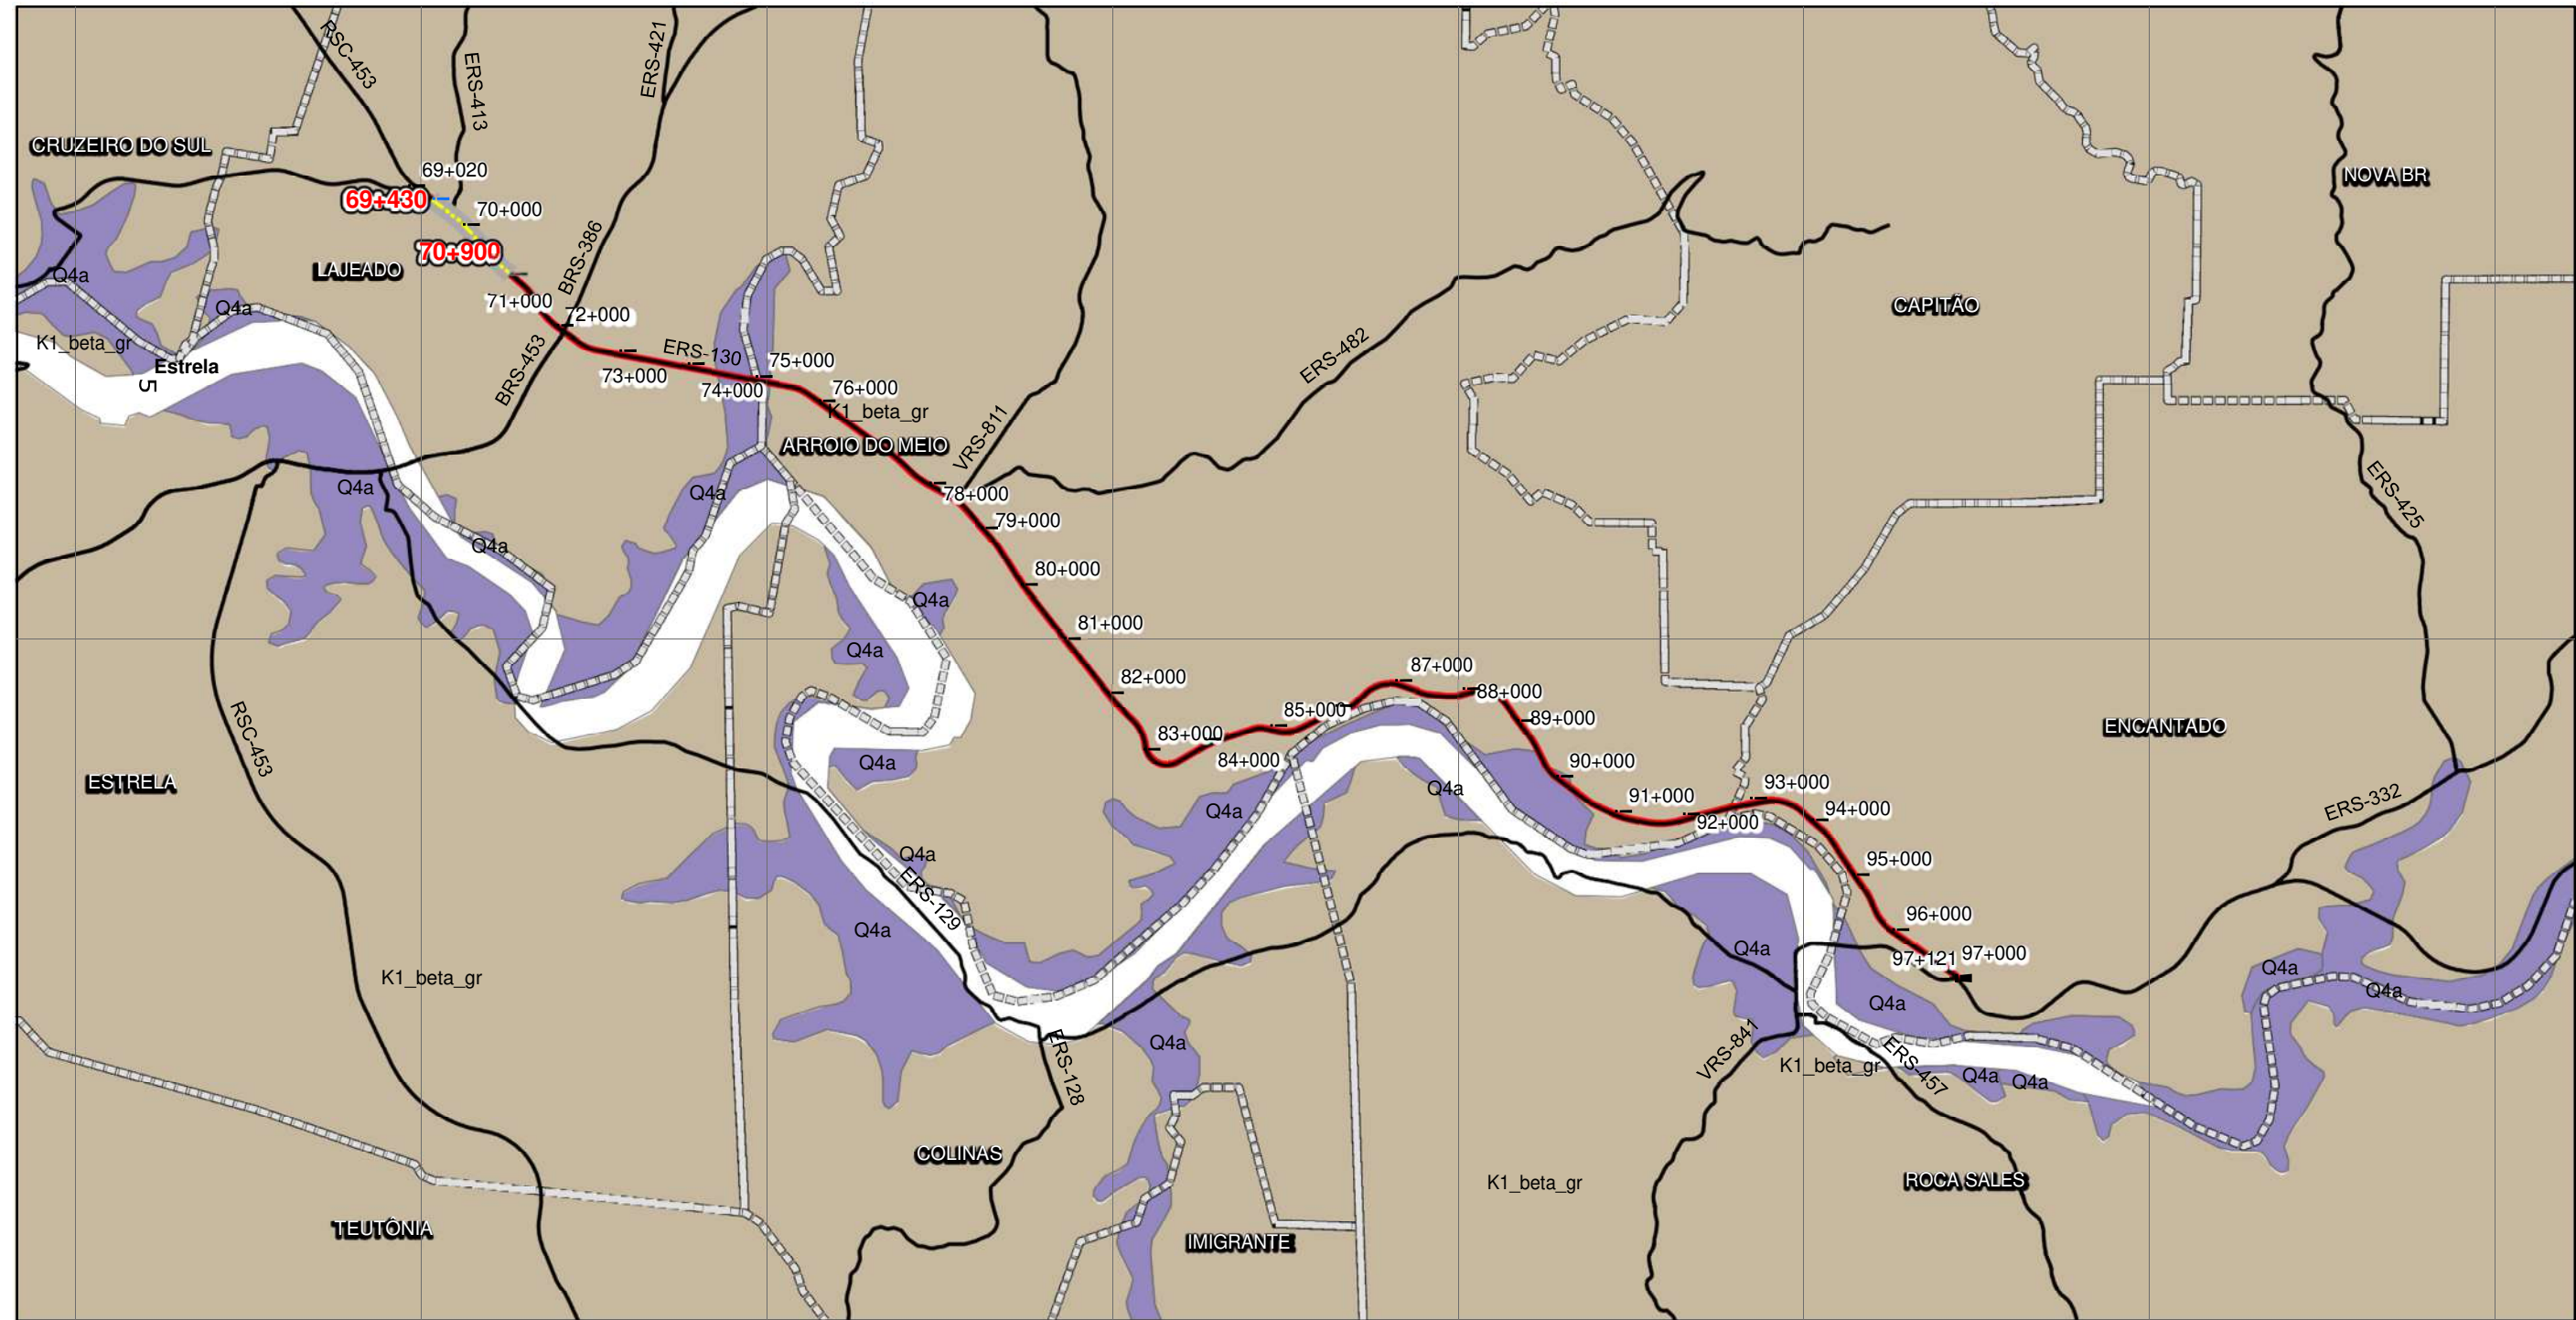 RSC-453
ERS-413
ERS-421
CRUZEIRO DO SUL
69+020
NOVA BR
69+430
70+000
70+900
LAJEADO
BRS-386
Q4a
Q4a
71+000
72+000
CAPITÃO
K1_beta_gr
Estrela
5
BRS-453
ERS-130
73+000
74+000
75+000
76+000
K1_beta_gr
ERS-482
ARROIO DO MEIO
VRS-811
Q4a
Q4a
78+000
79+000
ERS-425
Q4a
80+000
Q4a
81+000
Q4a
82+000
87+000
88+000
85+000
89+000
83+000
84+000
RSC-453
ESTRELA
Q4a
ENCANTADO
90+000
Q4a
91+000
92+000
93+000
94+000
ERS-332
Q4a
Q4a
95+000
ERS-129
Q4a
96+000
Q4a
97+121
97+000
K1_beta_gr
Q4a
Q4a
Q4a
Q4a
ERS-128
VRS-841
K1_beta_gr
ERS-457
Q4a
Q4a
COLINAS
K1_beta_gr
ROCA SALES
TEUTÔNIA
IMIGRANTE